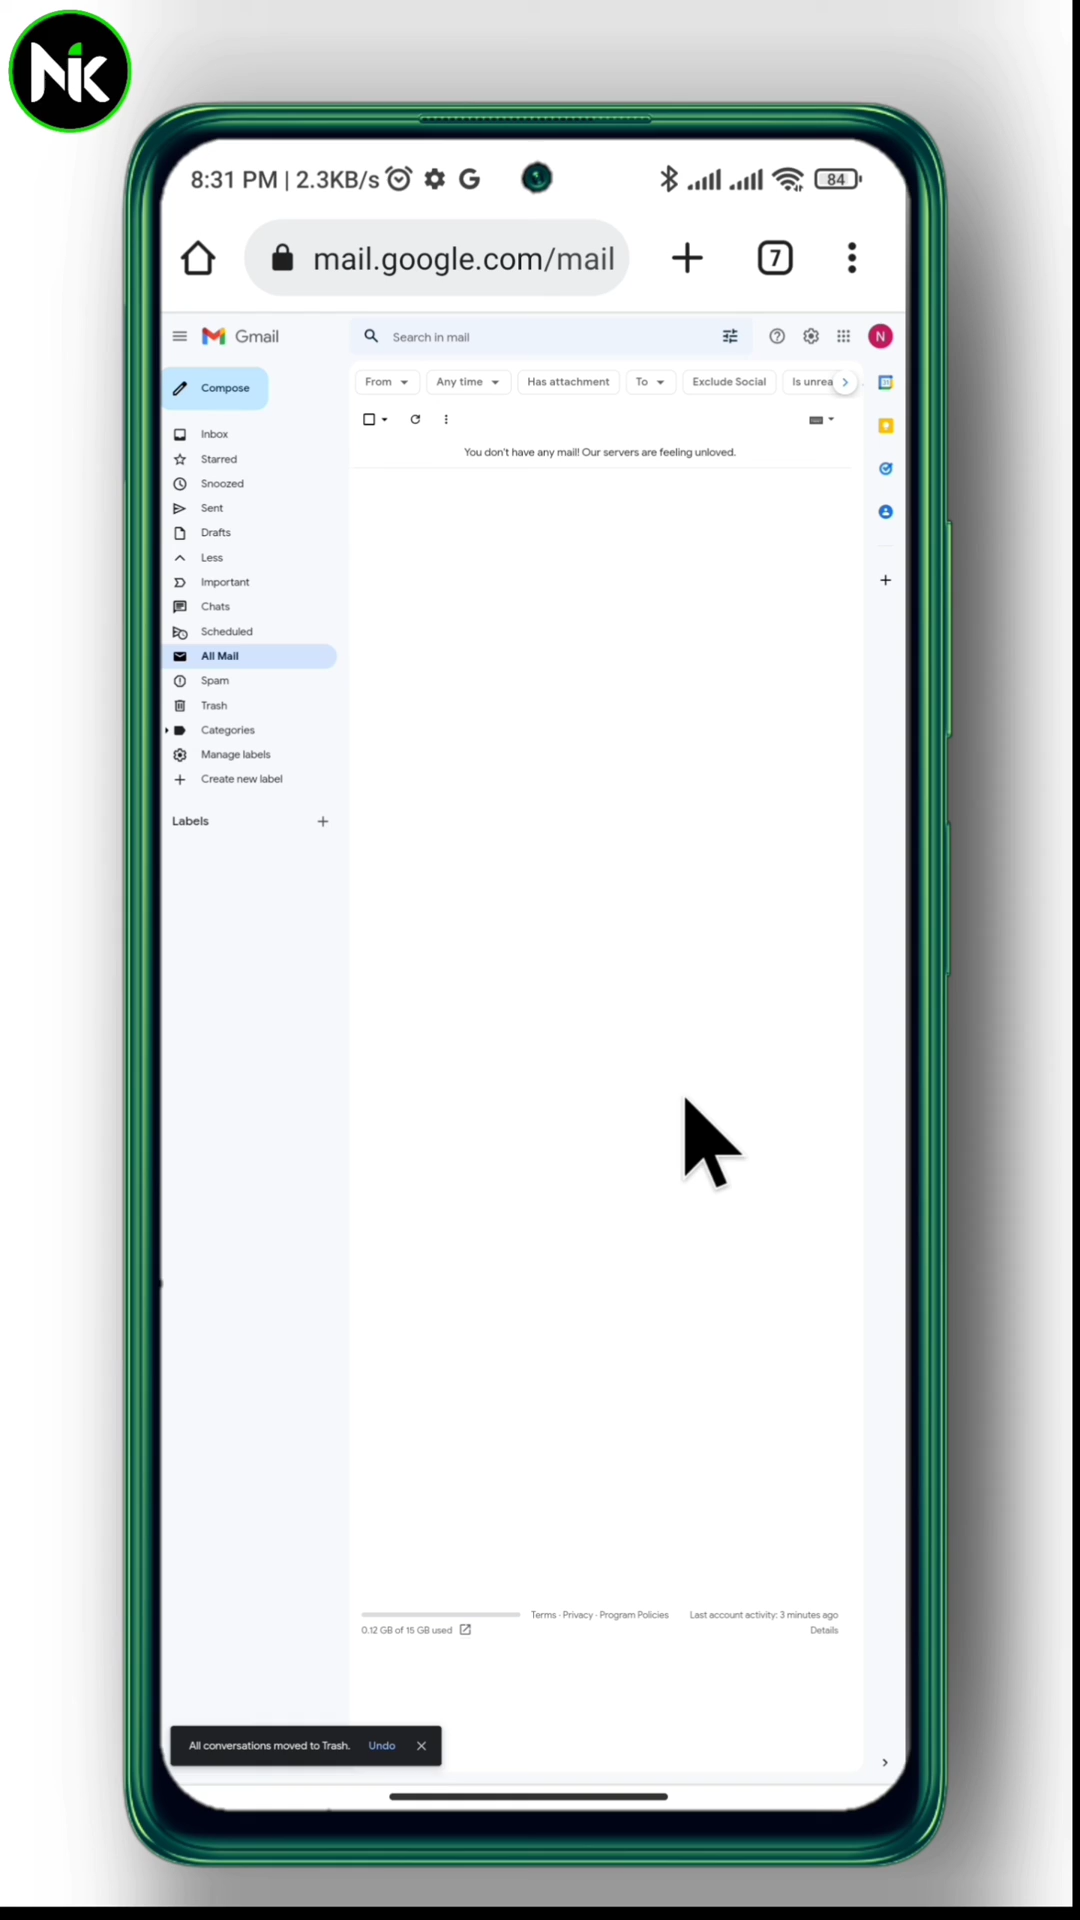 NiK
8:31 PM | 2.3KB/s
84
mail.google.com/mail
7
Gmail
Search in mail
N
Compose
From
Any time
Has attachment
To
Exclude Social
Is unrea
31
Inbox
You don't have any mail! Our servers are feeling unloved.
Starred
Snoozed
Sent
Drafts
Less
Important
Chats
Scheduled
All Mail
Spam
Trash
Categories
Manage labels
Create new label
Labels
Terms · Privacy · Program Policies
Last account activity: 3 minutes ago
0.12 GB of 15 GB used
Details
All conversations moved to Trash.
Undo